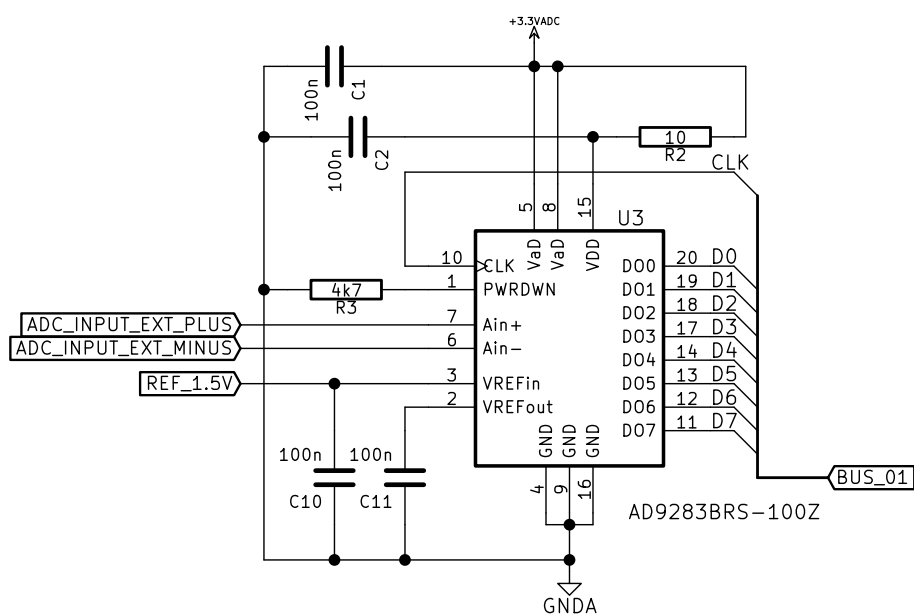 +3.3VADC
100n
C1
100n
C2
10
R2
CLK
5
8
15
U3
VaD
VaD
VDD
10
CLK
1
PWRDWN
4k7
R3
ADC_INPUT_EXT_PLUS
7
Ain+
ADC_INPUT_EXT_MINUS
6
Ain-
REF_1.5V
3
VREFin
2
VREFout
DO0
20
D0
DO1
19
D1
DO2
18
D2
DO3
17
D3
DO4
14
D4
DO5
13
D5
DO6
12
D6
DO7
11
D7
GND
GND
GND
4
9
16
100n
C10
100n
C11
BUS_01
AD9283BRS-100Z
GNDA